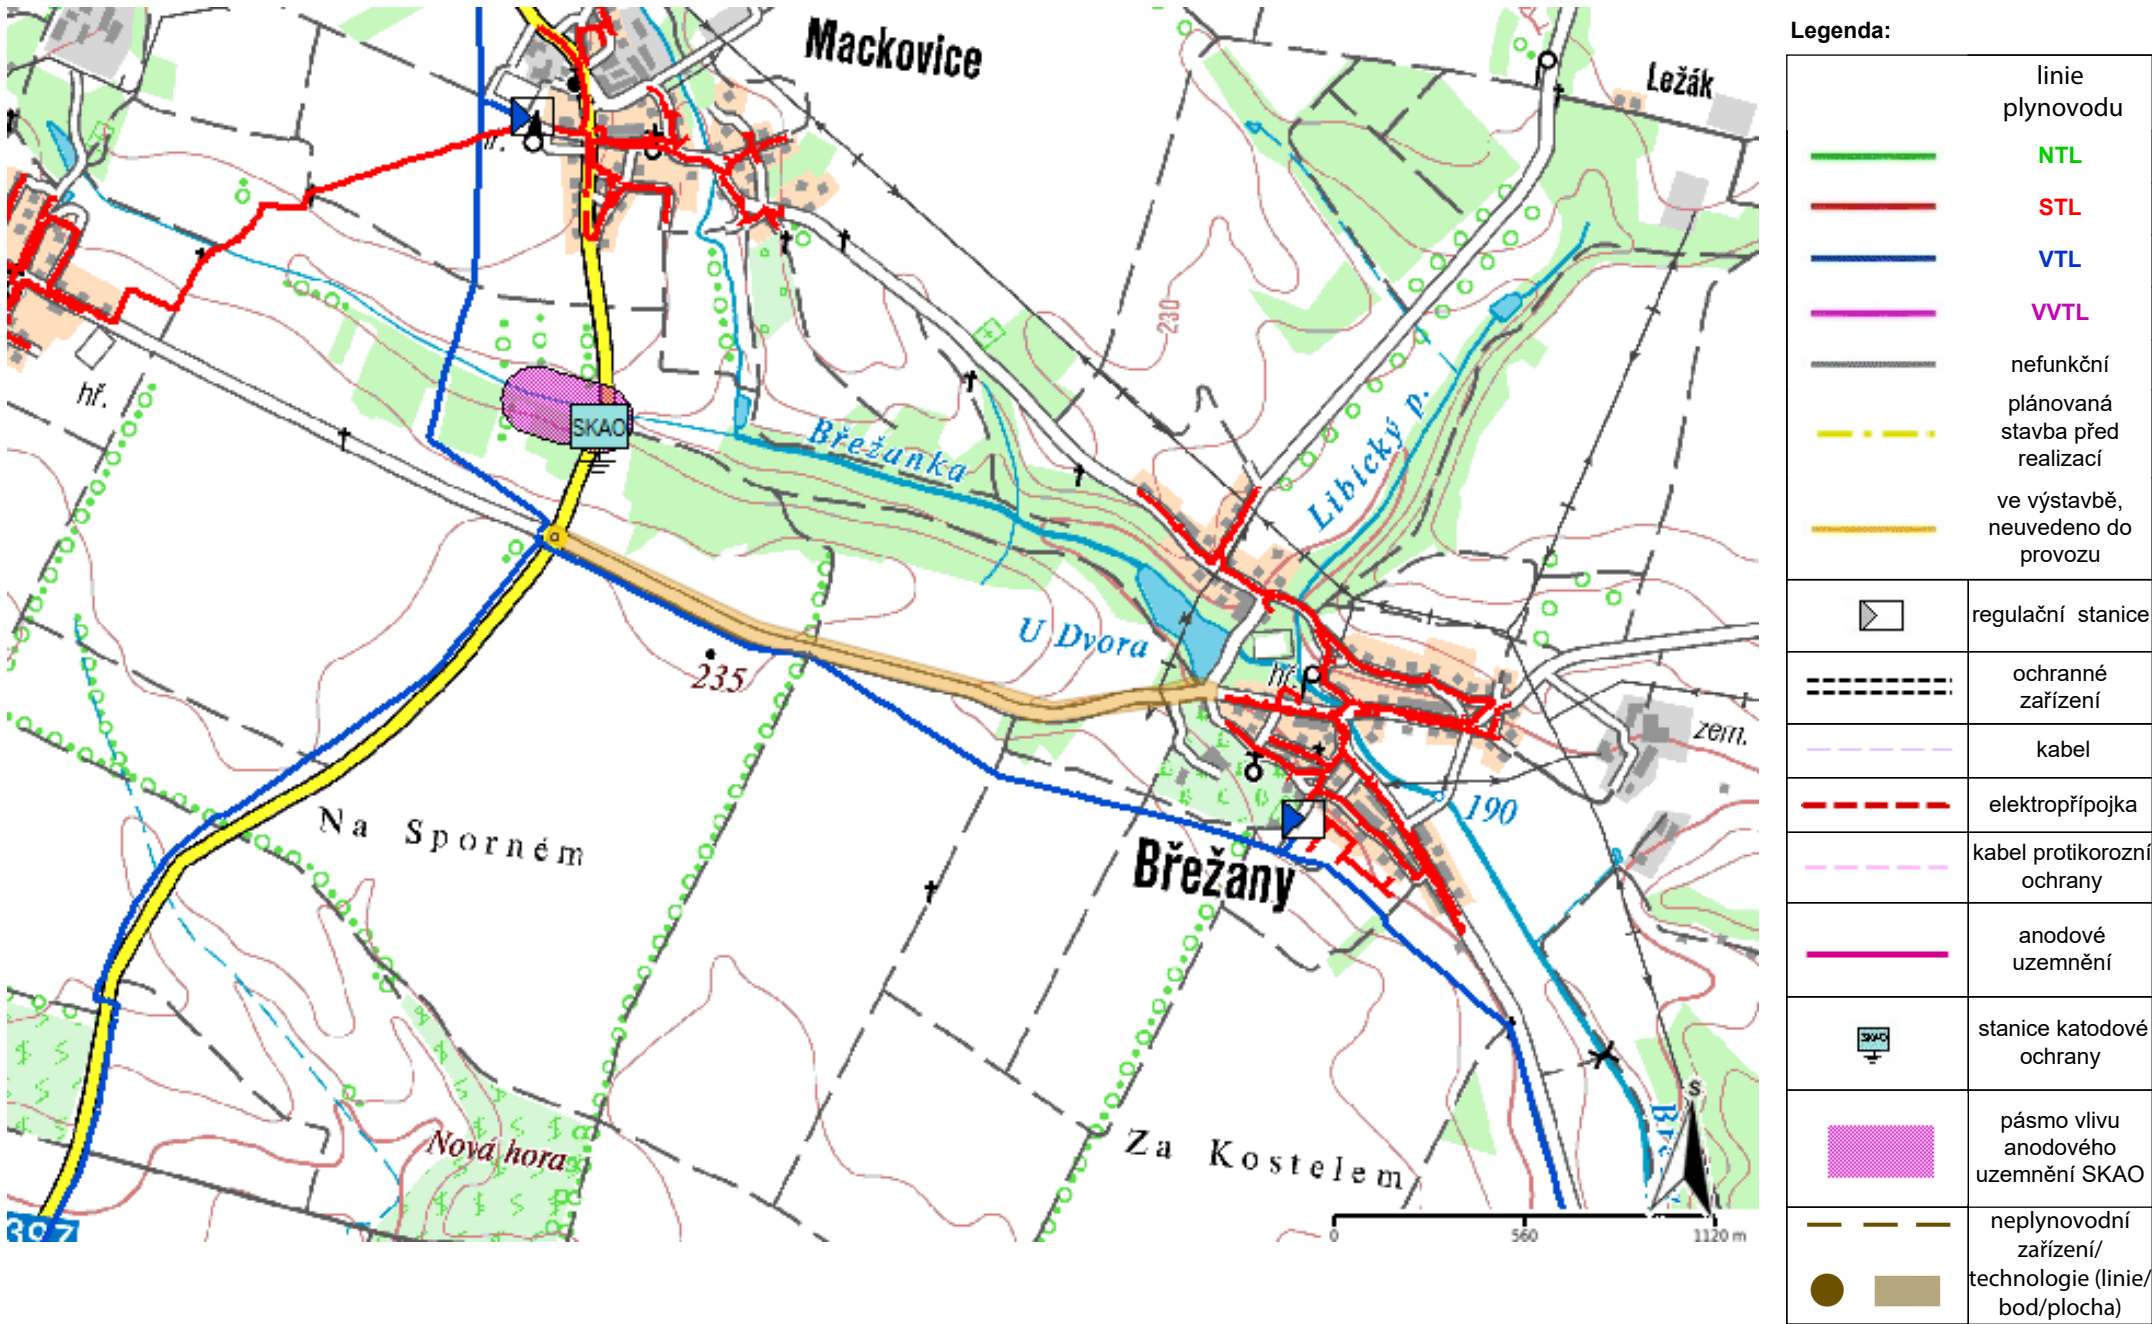 Mackovice
Ležák
hř.
230
SKAO
hř.
Břežanka
Libický p.
a
U Dvora
hř.
235
zem.
190
Na Sporném
Břežany
Nová hora
Za Kostelem
S
0 560 1120 m
397
Legenda:
linie
plynovodu
NTL
STL
VTL
VVTL
nefunkční
plánovaná
stavba před
realizací
ve výstavbě,
neuvedeno do
provozu
regulační stanice
ochranné
zařízení
kabel
elektropřípojka
kabel protikorozní
ochrany
anodové
uzemnění
SKAO
stanice katodové
ochrany
pásmo vlivu
anodového
uzemnění SKAO
neplynovodní
zařízení/
technologie (linie/
bod/plocha)